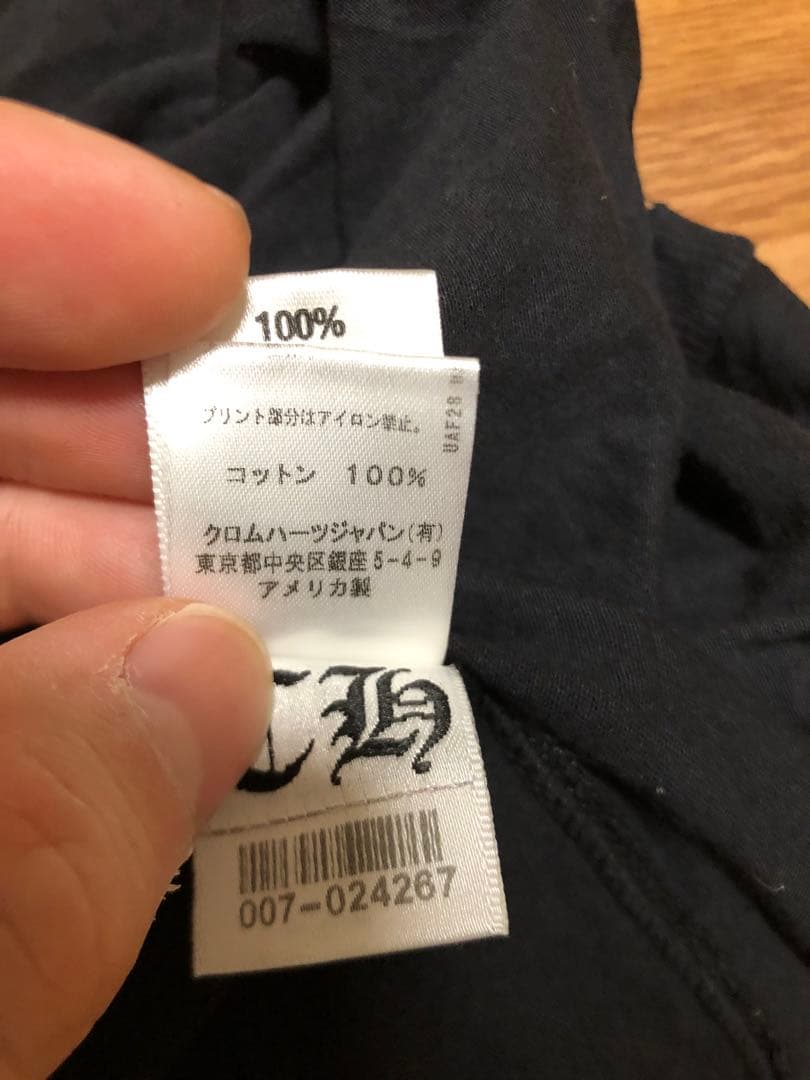 100%
プリント部分はアイロン禁止。
コットン 100%
クロムハーツジャパン(有)
東京都中央区銀座5-4-9
アメリカ製
UAF28
CH
007-024267